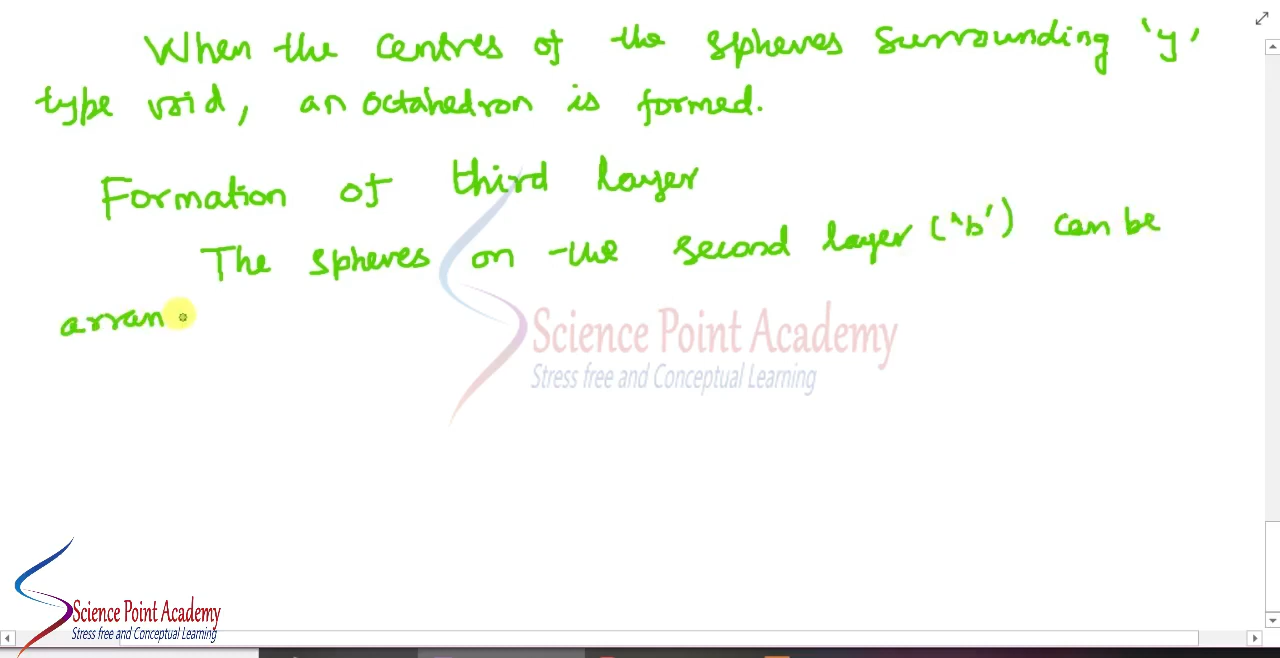 When the centres of the spheres surrounding 'y'
type void, an octahedron is formed.
Formation of third layer
The spheres on the second layer ('b') can be
arran
Science Point Academy
Stress free and Conceptual Learning
Science Point Academy
Stress free and Conceptual Learning